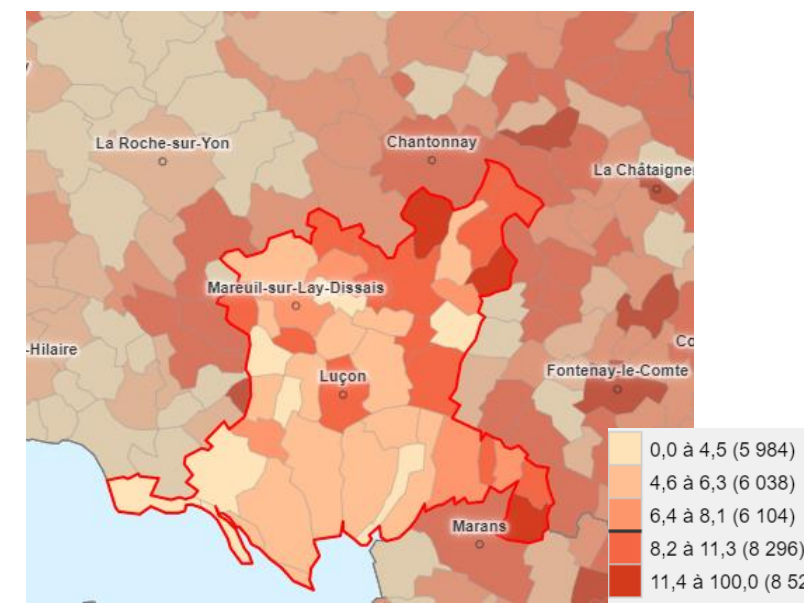 La Roche-sur-Yon
Chantonnay
La Châtaigne
Mareuil-sur-Lay-Dissais
-Hilaire
Luçon
Fontenay-le-Comte
Co
Marans
0,0 à 4,5 (5 984)
4,6 à 6,3 (6 038)
6,4 à 8,1 (6 104)
8,2 à 11,3 (8 296)
11,4 à 100,0 (8 52